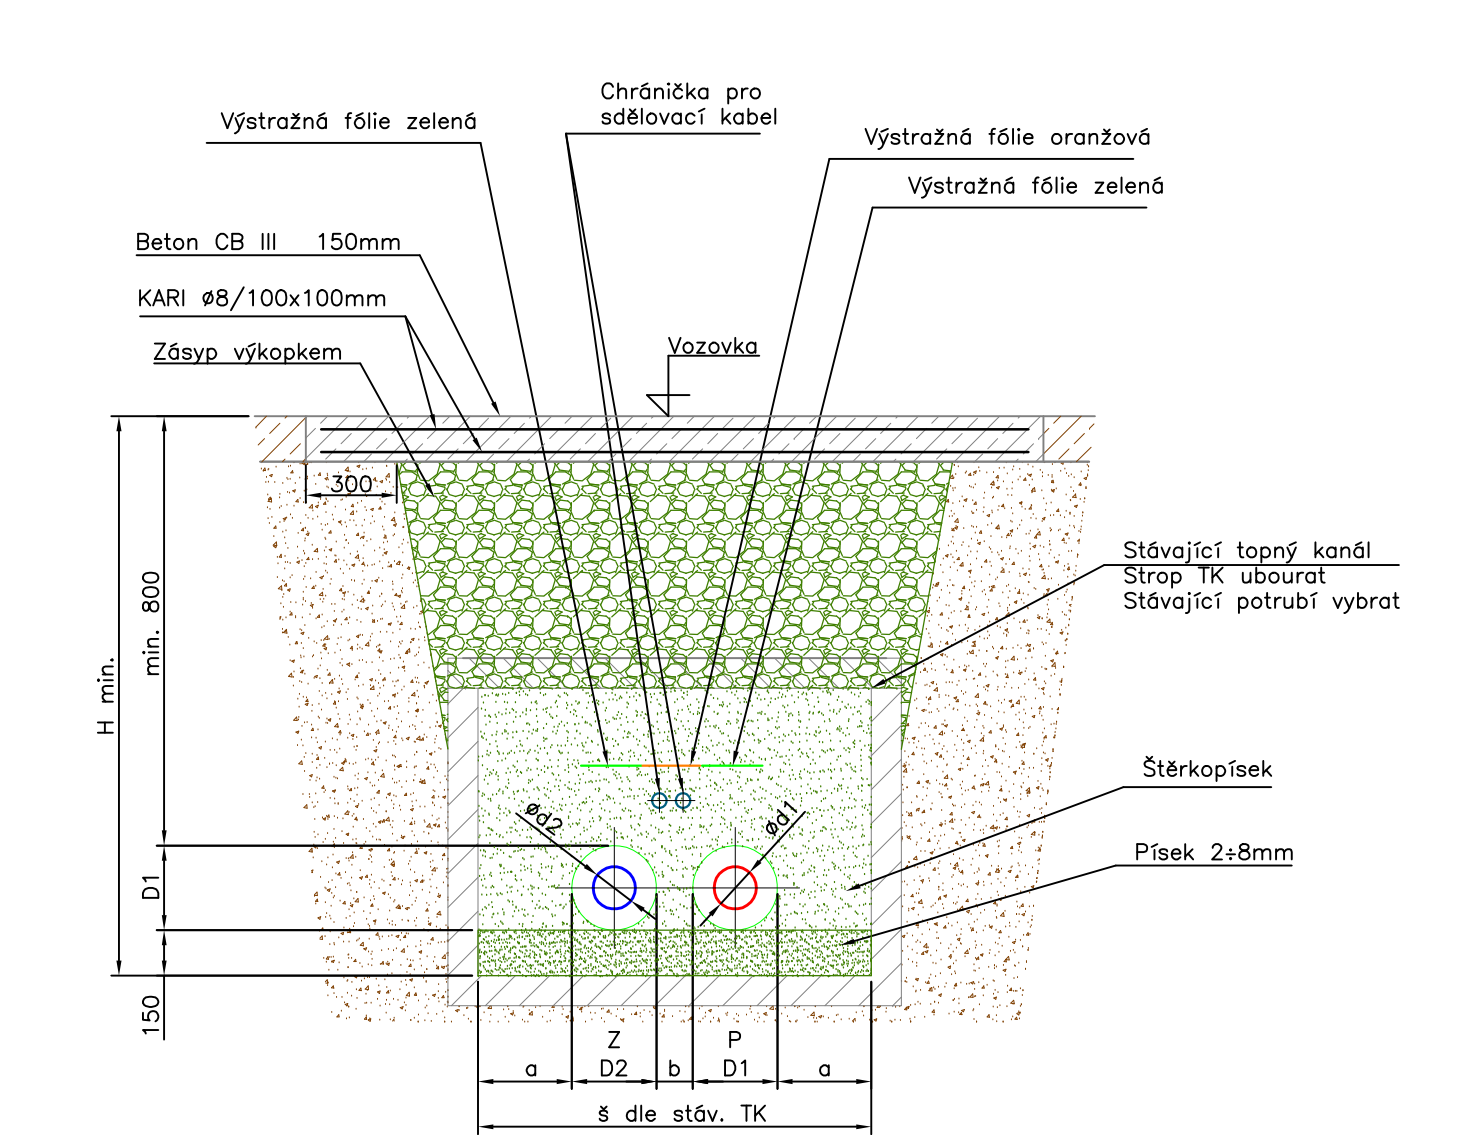 Chránička pro
sdělovací kabel
Výstražná fólie zelená
Výstražná fólie oranžová
Výstražná fólie zelená
Beton CB III 150mm
KARI ø8/100x100mm
Zásyp výkopkem
Vozovka
300
Stávající topný kanál
Strop TK ubourat
Stávající potrubí vybrat
min. 800
H min.
Štěrkopísek
ød2
ød1
Písek 2÷8mm
D1
150
Z
P
a
D2
b
D1
a
š dle stáv. TK